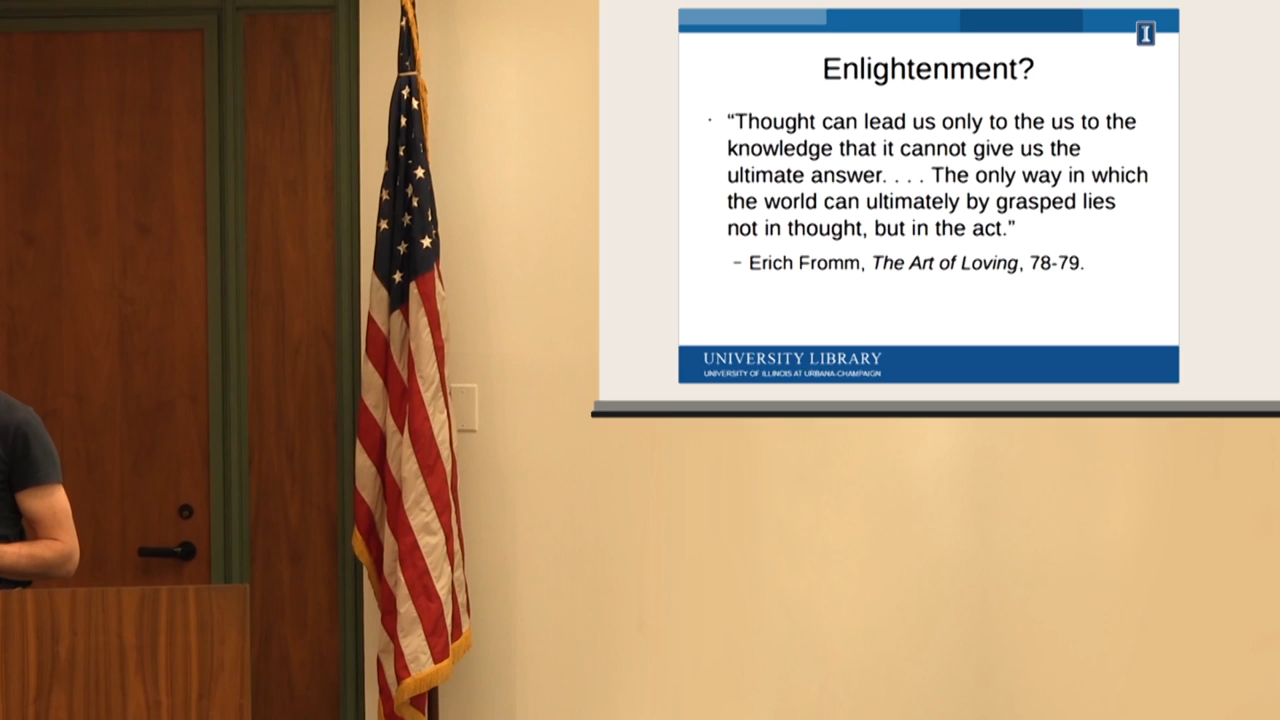 I
Enlightenment?
· “Thought can lead us only to the us to the
knowledge that it cannot give us the
ultimate answer. . . . The only way in which
the world can ultimately by grasped lies
not in thought, but in the act.”
– Erich Fromm, The Art of Loving, 78-79.
UNIVERSITY LIBRARY
UNIVERSITY OF ILLINOIS AT URBANA-CHAMPAIGN